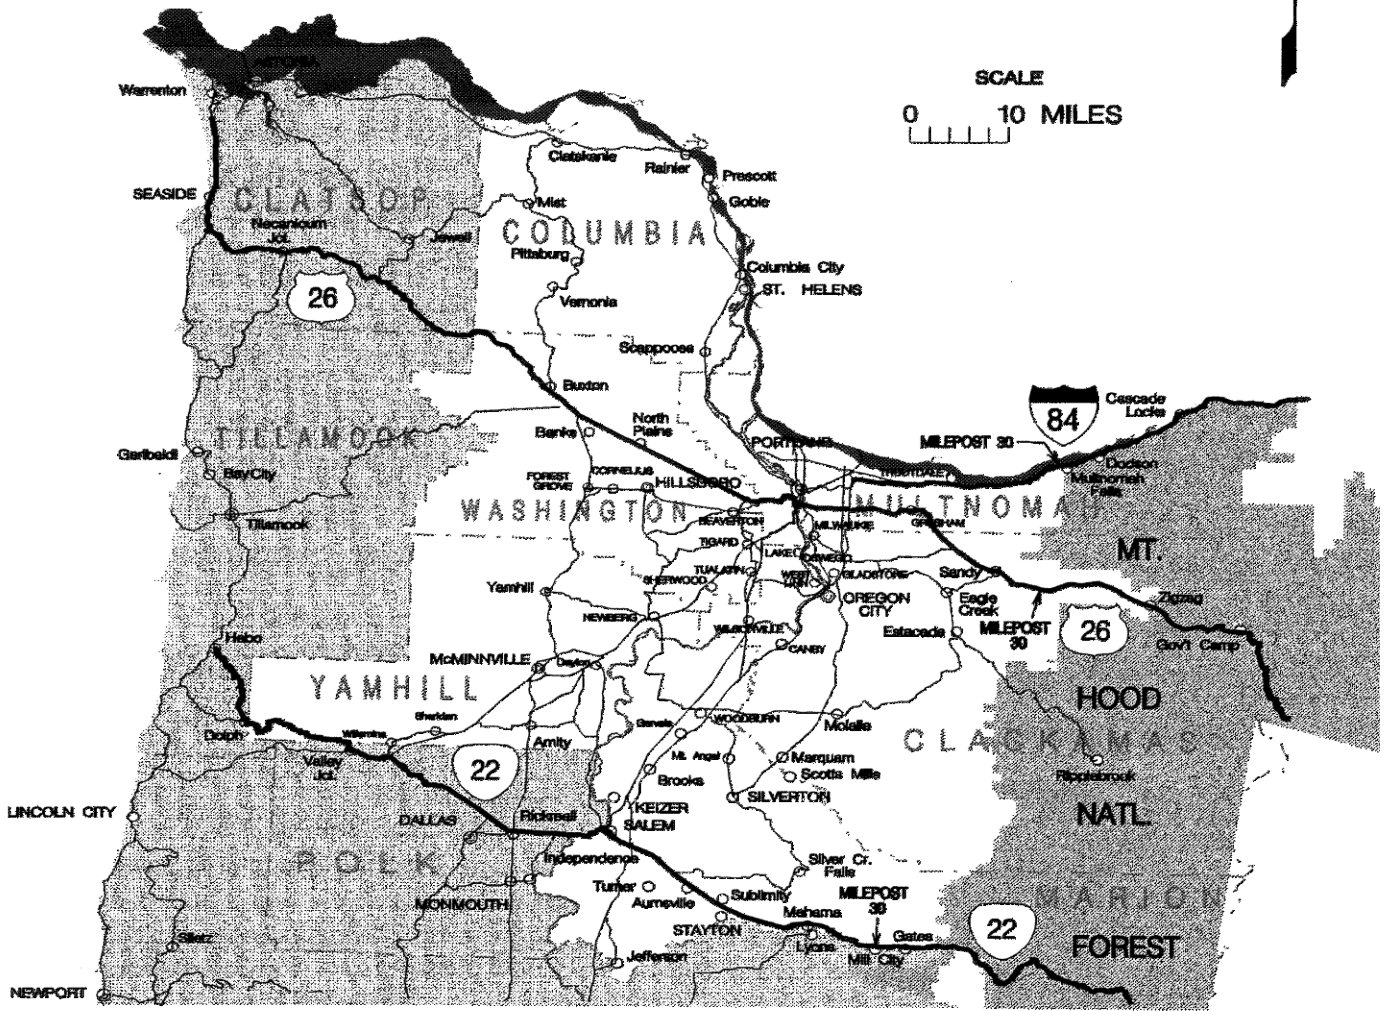 SCALE
0 10 MILES
ASTORIA
Warrenton
Clatskanie
Rainier
Prescott
SEASIDE
CLATSOP
Mist
Goble
Necanicum
Jct.
Jewell
COLUMBIA
Pittsburg
Columbia City
26
Vernonia
ST. HELENS
Scappoose
Buxton
Cascade
Locks
84
TILLAMOOK
Banks
North
Plains
PORTLAND
MILEPOST 30
Garibaldi
Bay City
CORNELIUS
FOREST
GROVE
HILLSBORO
TROUTDALE
Dodson
Multnomah
Falls
WASHINGTON
MULTNOMAH
Tillamook
BEAVERTON
MILWAUKIE
GRESHAM
TIGARD
LAKE
OSWEGO
MT.
TUALATIN
SHERWOOD
WEST
LINN
GLADSTONE
Sandy
Yamhill
OREGON
CITY
Eagle
Creek
Zigzag
NEWBERG
WILSONVILLE
Estacada
MILEPOST
30
26
Gov't Camp
Hebo
CANBY
McMINNVILLE
Dayton
YAMHILL
HOOD
Sheridan
Gervais
WOODBURN
Molalla
Dolph
Willamina
Amity
CLACKAMAS
Valley
Jct.
22
Mt. Angel
Marquam
Ripplebrook
Brooks
Scotts Mills
LINCOLN CITY
KEIZER
SILVERTON
DALLAS
Rickreall
SALEM
NATL.
POLK
Independence
Silver Cr.
Falls
Turner
Aumsville
Sublimity
MILEPOST
30
MARION
MONMOUTH
STAYTON
Mehama
22
Siletz
Lyons
Gates
FOREST
Jefferson
Mill City
NEWPORT